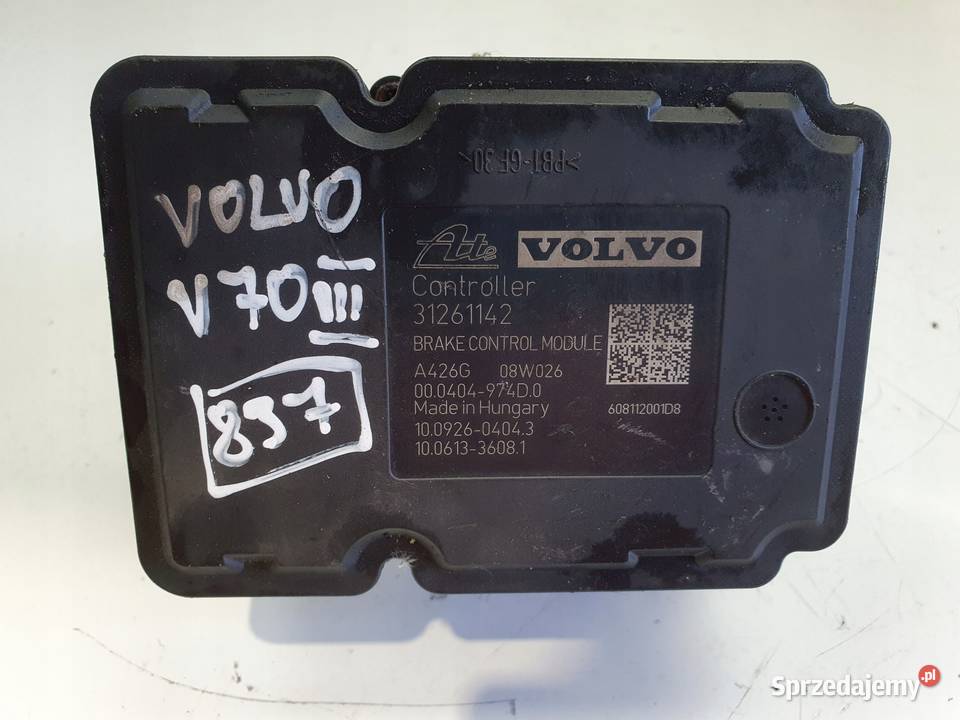 >PBT-GF30<
VOLVO
V70 III
897
Ate VOLVO
Controller
31261142
BRAKE CONTROL MODULE
A426G 08W026
00.0404-974D.0
Made in Hungary
608112001D8
10.0926-0404.3
10.0613-3608.1
Sprzedajemy.pl